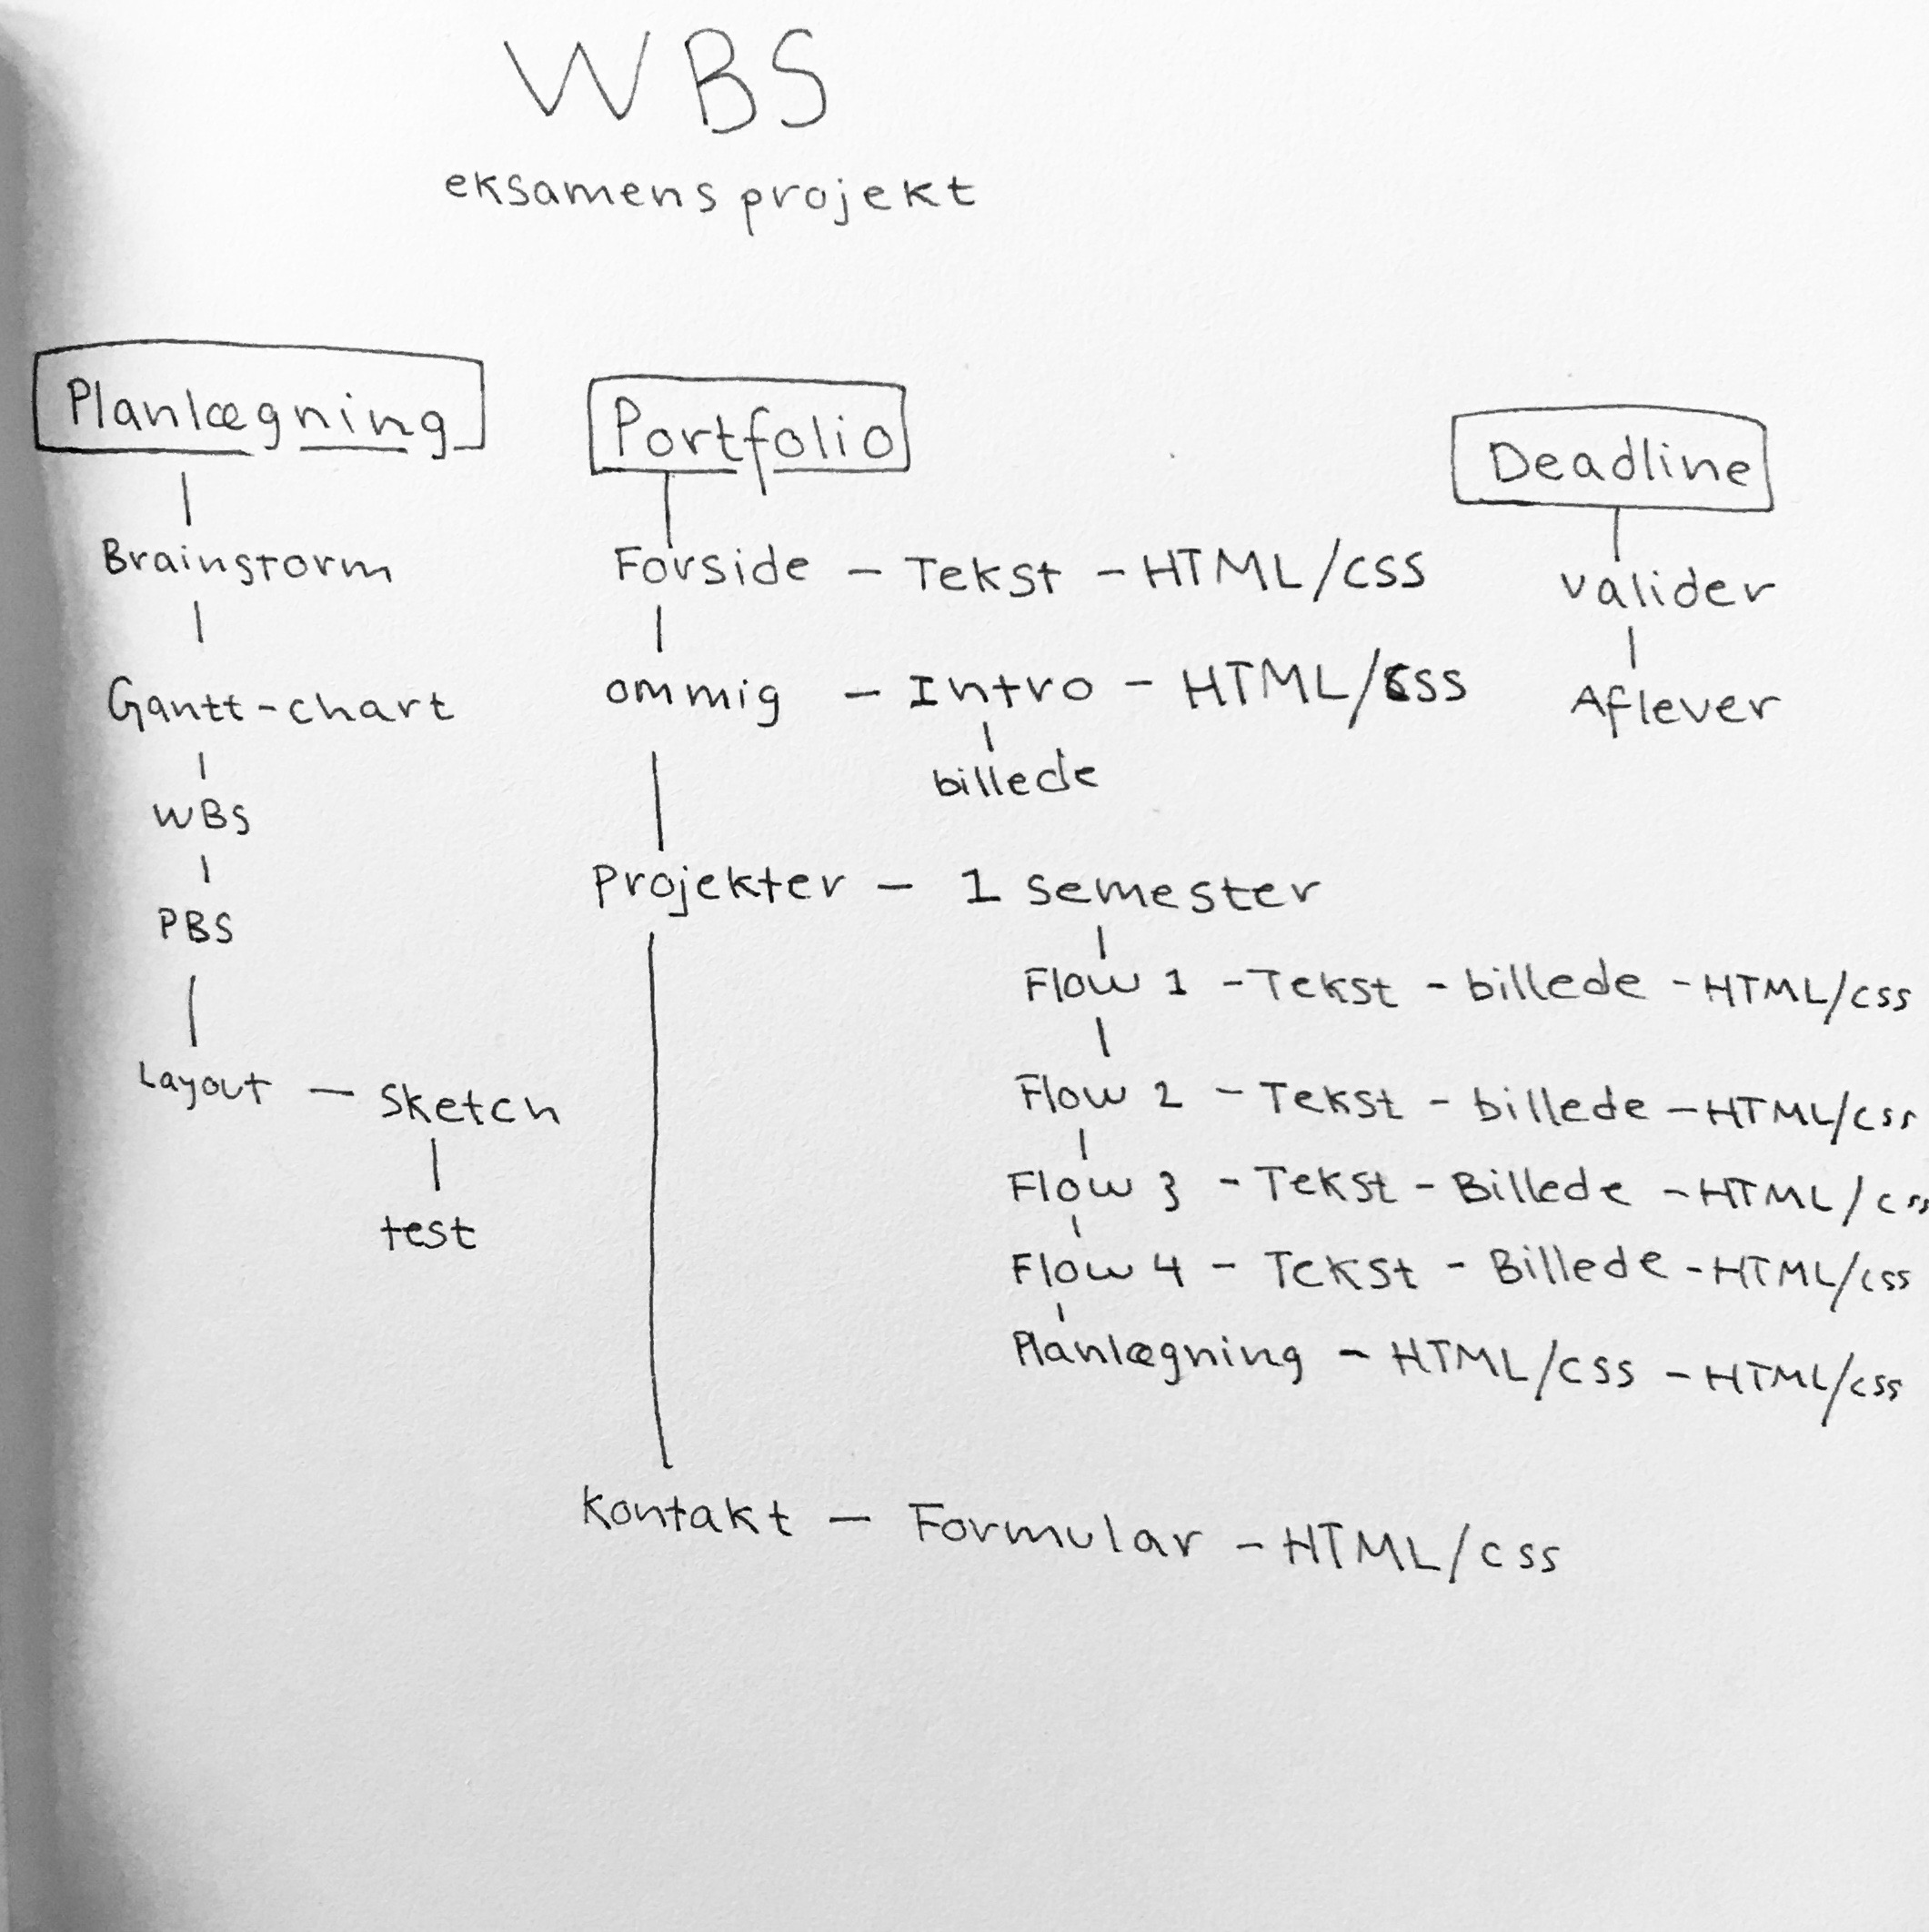 WBS
eksamensprojekt
Planlægning
Brainstorm
Gantt-chart
WBS
PBS
Layout - Sketch
test
Portfolio
Forside - Tekst - HTML/CSS
ommig - Intro - HTML/CSS
billede
Projekter - 1 semester
Flow 1 - Tekst - billede - HTML/CSS
Flow 2 - Tekst - billede - HTML/CSS
Flow 3 - Tekst - Billede - HTML/CSS
Flow 4 - Tekst - Billede - HTML/CSS
Planlægning - HTML/CSS - HTML/CSS
Kontakt - Formular - HTML/CSS
Deadline
valider
Aflever